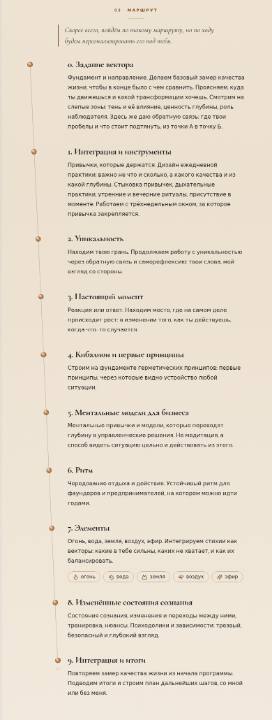 03 МАРШРУТ
Скорее всего, пойдём по такому маршруту, но по ходу
будем персонализировать его под тебя.
0. Задание вектора
Фундамент и направление. Делаем базовый замер качества
жизни, чтобы в конце было с чем сравнить. Проясняем, куда
ты движешься и какой трансформации хочешь. Смотрим на
слепые зоны: тень и её влияние, ценность глубины, роль
наблюдателя. Здесь же даю обратную связь: где твои
пробелы и что стоит подтянуть, из точки А в точку Б.
1. Интеграция и инструменты
Привычки, которые держатся. Дизайн ежедневной
практики: важно не что и сколько, а какого качества и из
какой глубины. Стыковка привычек, дыхательные
практики, утренние и вечерние ритуалы, присутствие в
моменте. Работаем с трёхнедельным окном, за которое
привычка закрепляется.
2. Уникальность
Находим твою грань. Продолжаем работу с уникальностью
через обратную связь и саморефлексию: твои слова, мой
взгляд со стороны.
3. Настоящий момент
Реакция или ответ. Находим место, где на самом деле
происходит рост: в изменении того, как ты действуешь,
когда что-то случается.
4. Кибалион и первые принципы
Строим на фундаменте герметических принципов: первые
принципы, через которые видно устройство любой
ситуации.
5. Ментальные модели для бизнеса
Ментальные привычки и модели, которые переводят
глубину в управленческие решения. Не медитация, а
способ видеть ситуацию цельно и действовать из этого.
6. Ритм
Чередование отдыха и действия. Устойчивый ритм для
фаундеров и предпринимателей, на котором можно идти
годами.
7. Элементы
Огонь, вода, земля, воздух, эфир. Интегрируем стихии как
векторы: какие в тебе сильны, каких не хватает, и как их
балансировать.
огонь вода земля воздух эфир
8. Изменённые состояния сознания
Состояния сознания, изменения и переходы между ними,
тренировка, нюансы. Психоделики и зависимости: трезвый,
безопасный и глубокий взгляд.
9. Интеграция и итоги
Повторяем замер качества жизни из начала программы.
Подводим итоги и строим план дальнейших шагов, со мной
или без меня.